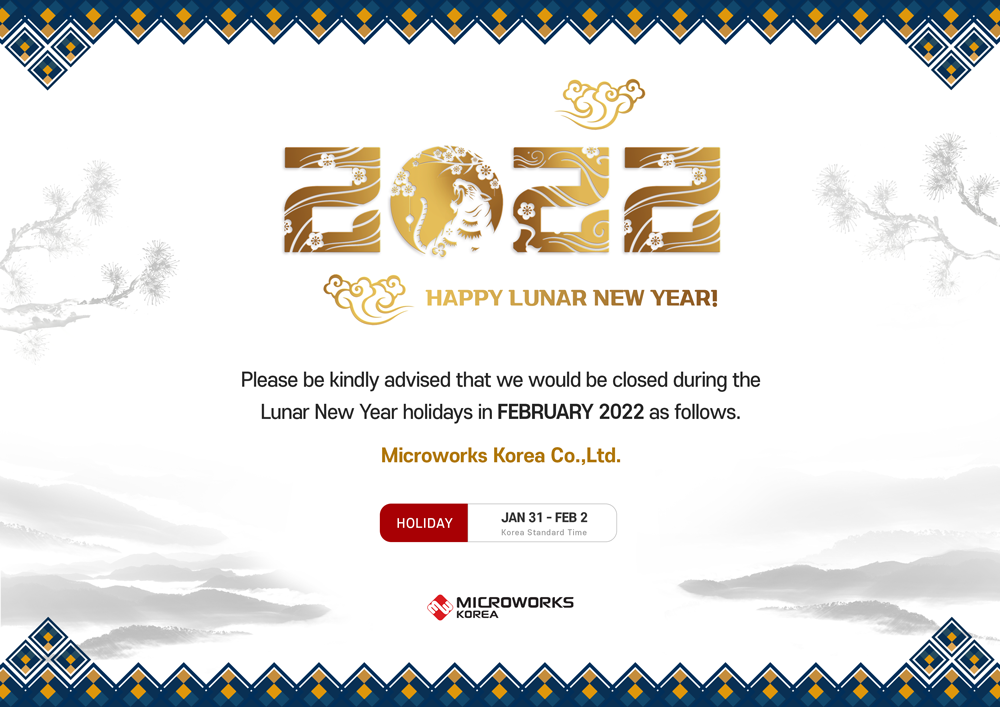 2022
HAPPY LUNAR NEW YEAR!
Please be kindly advised that we would be closed during the
Lunar New Year holidays in FEBRUARY 2022 as follows.
Microworks Korea Co.,Ltd.
HOLIDAY
JAN 31 - FEB 2
Korea Standard Time
MICROWORKS
KOREA